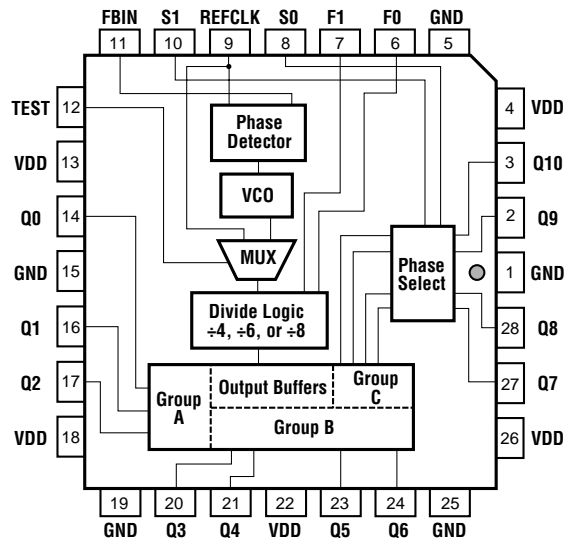 FBIN S1 REFCLK S0 F1 F0 GND
11 10 9 8 7 6 5
TEST 12
4 VDD
Phase
Detector
VDD 13
3 Q10
VCO
Q0 14
2 Q9
MUX
Phase
Select
GND 15
1 GND
Divide Logic
÷4, ÷6, or ÷8
Q1 16
28 Q8
Q2 17
27 Q7
Group
A
Output Buffers
Group
C
Group B
VDD 18
26 VDD
19 20 21 22 23 24 25
GND Q3 Q4 VDD Q5 Q6 GND